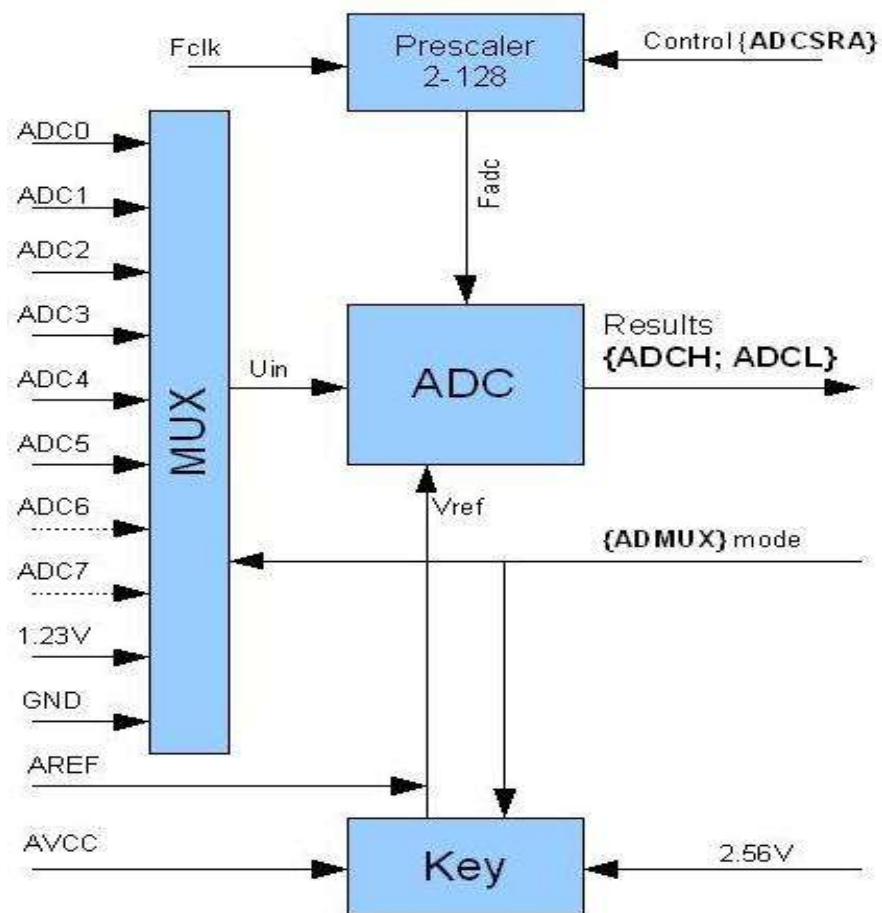 Fclk
Prescaler
2-128
Control {ADCSRA}
ADC0
ADC1
ADC2
ADC3
ADC4
ADC5
ADC6
ADC7
1.23V
GND
AREF
AVCC
MUX
Fadc
Uin
ADC
Results
{ADCH; ADCL}
Vref
{ADMUX} mode
Key
2.56V